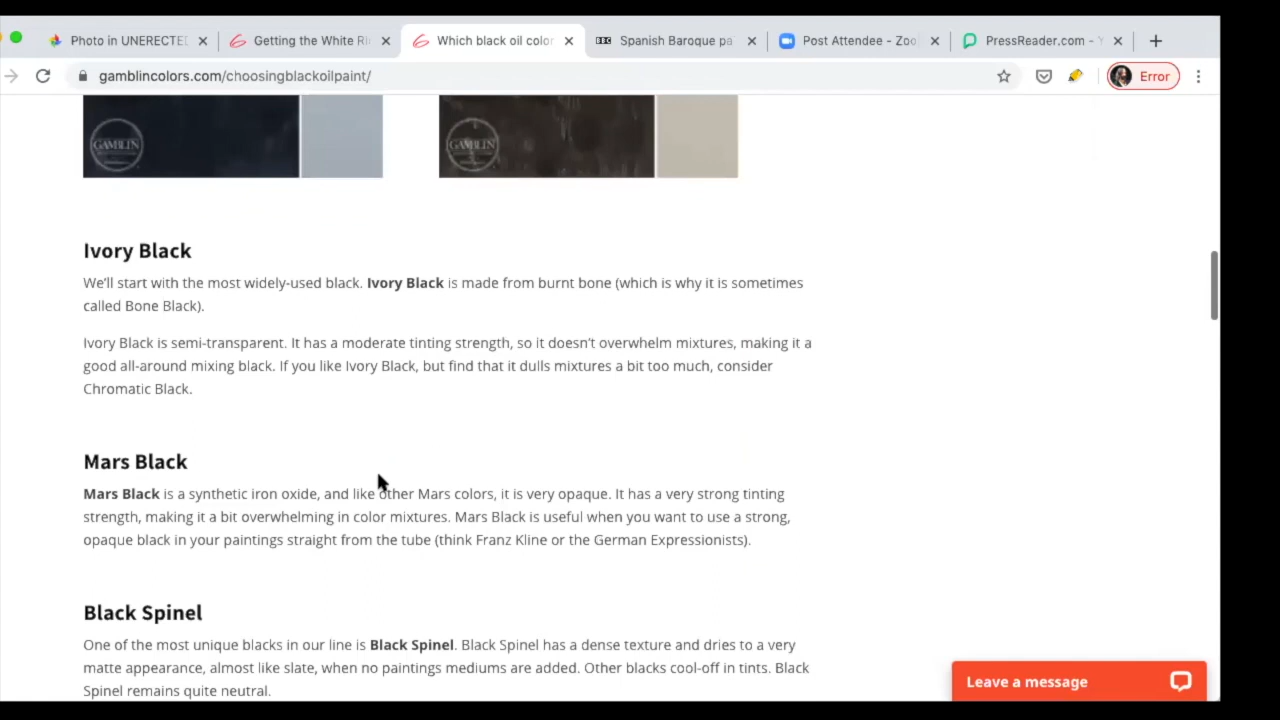 Photo in UNERECTED
Getting the White Ri
Which black oil color
Spanish Baroque pa
Post Attendee - Zoo
PressReader.com - Y
gamblincolors.com/choosingblackoilpaint/
Error
GAMBLIN
GAMBLIN
Ivory Black
We'll start with the most widely-used black. Ivory Black is made from burnt bone (which is why it is sometimes
called Bone Black).
Ivory Black is semi-transparent. It has a moderate tinting strength, so it doesn't overwhelm mixtures, making it a
good all-around mixing black. If you like Ivory Black, but find that it dulls mixtures a bit too much, consider
Chromatic Black.
Mars Black
Mars Black is a synthetic iron oxide, and like other Mars colors, it is very opaque. It has a very strong tinting
strength, making it a bit overwhelming in color mixtures. Mars Black is useful when you want to use a strong,
opaque black in your paintings straight from the tube (think Franz Kline or the German Expressionists).
Black Spinel
One of the most unique blacks in our line is Black Spinel. Black Spinel has a dense texture and dries to a very
matte appearance, almost like slate, when no paintings mediums are added. Other blacks cool-off in tints. Black
Spinel remains quite neutral.
Leave a message